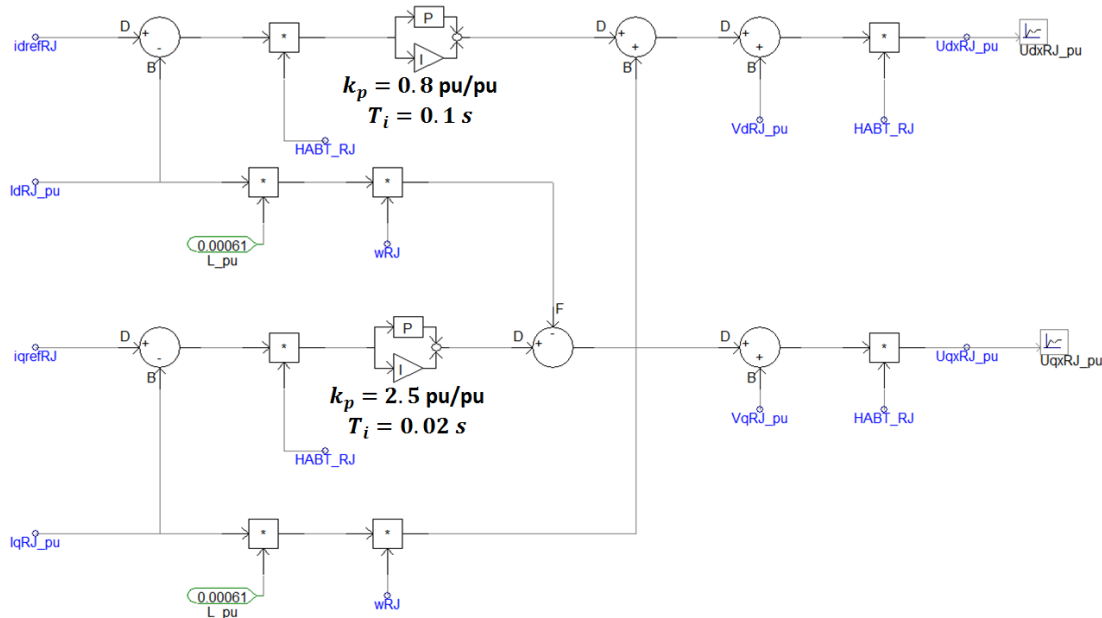 D + - B
idrefRJ
*
P
I
D + + B
D + + B
*
UdxRJ_pu
UdxRJ_pu
k_p = 0.8 pu/pu
T_i = 0.1 s
HABT_RJ
VdRJ_pu
HABT_RJ
IdRJ_pu
*
*
0.00061
L_pu
wRJ
F
D + - B
iqrefRJ
*
P
I
D + -
D + + B
*
UqxRJ_pu
UqxRJ_pu
k_p = 2.5 pu/pu
T_i = 0.02 s
HABT_RJ
VqRJ_pu
HABT_RJ
IqRJ_pu
*
*
0.00061
L_pu
wRJ